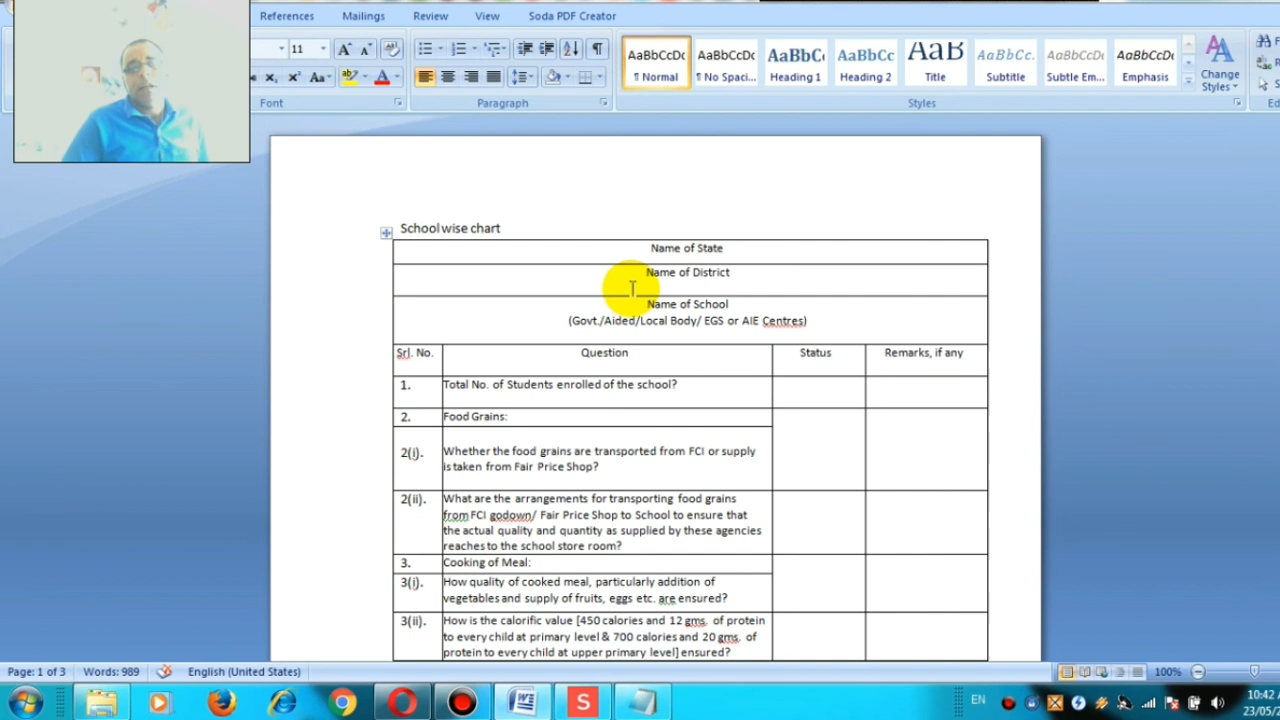 References Mailings Review View Soda PDF Creator
11
AaBbCcDc AaBbCcDc AaBbC AaBbCc AaB AaBbCc. AaBbCcDc AaBbCcDc
¶ Normal ¶ No Spaci... Heading 1 Heading 2 Title Subtitle Subtle Em... Emphasis
Change
Styles
Font Paragraph Styles
School wise chart
Name of State
Name of District
Name of School
(Govt./Aided/Local Body/ EGS or AIE Centres)
Srl. No. Question Status Remarks, if any
1. Total No. of Students enrolled of the school?
2. Food Grains:
2(i). Whether the food grains are transported from FCI or supply
is taken from Fair Price Shop?
2(ii). What are the arrangements for transporting food grains
from FCI godown/ Fair Price Shop to School to ensure that
the actual quality and quantity as supplied by these agencies
reaches to the school store room?
3. Cooking of Meal:
3(i). How quality of cooked meal, particularly addition of
vegetables and supply of fruits, eggs etc. are ensured?
3(ii). How is the calorific value [450 calories and 12 gms. of protein
to every child at primary level & 700 calories and 20 gms. of
protein to every child at upper primary level] ensured?
Page: 1 of 3 Words: 989 English (United States) 100%
EN
10:42
23/05/2